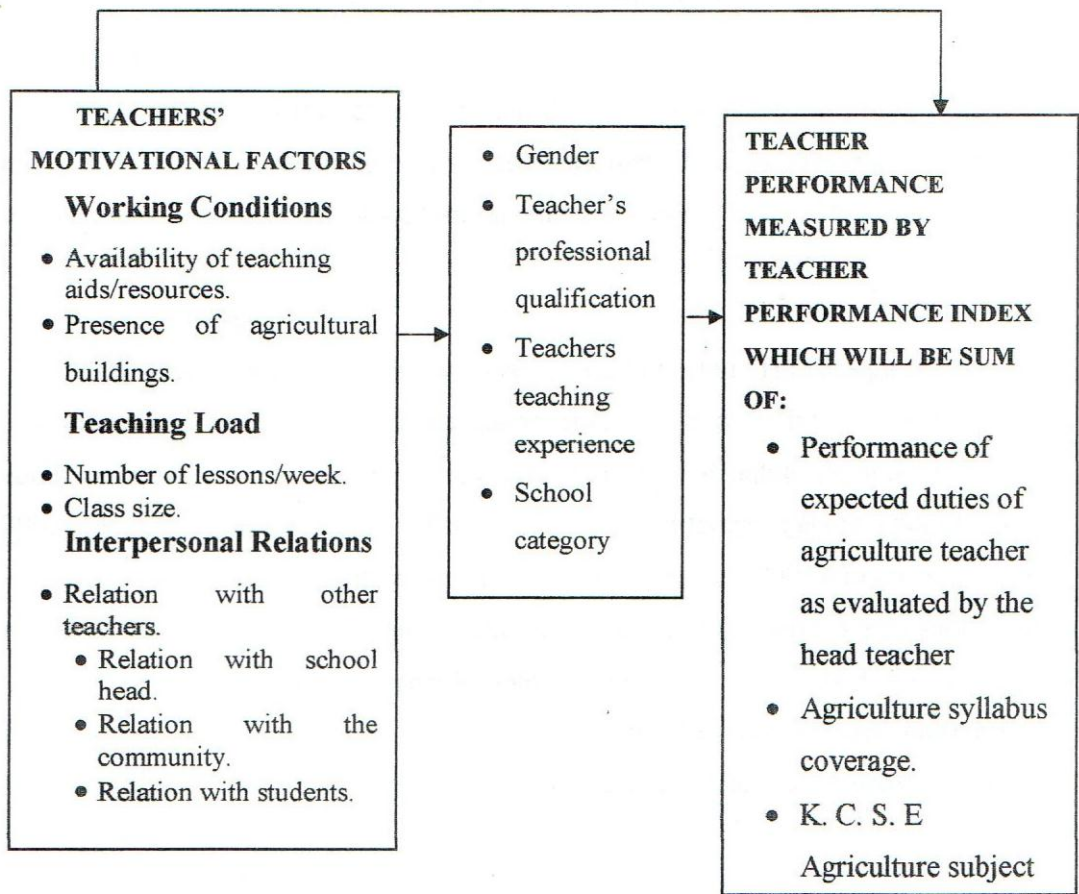 TEACHERS'
MOTIVATIONAL FACTORS
Working Conditions
• Availability of teaching
aids/resources.
• Presence of agricultural
buildings.
Teaching Load
• Number of lessons/week.
• Class size.
Interpersonal Relations
• Relation with other
teachers.
• Relation with school
head.
• Relation with the
community.
• Relation with students.
• Gender
• Teacher's
professional
qualification
• Teachers
teaching
experience
• School
category
TEACHER
PERFORMANCE
MEASURED BY
TEACHER
PERFORMANCE INDEX
WHICH WILL BE SUM
OF:
• Performance of
expected duties of
agriculture teacher
as evaluated by the
head teacher
• Agriculture syllabus
coverage.
• K. C. S. E
Agriculture subject